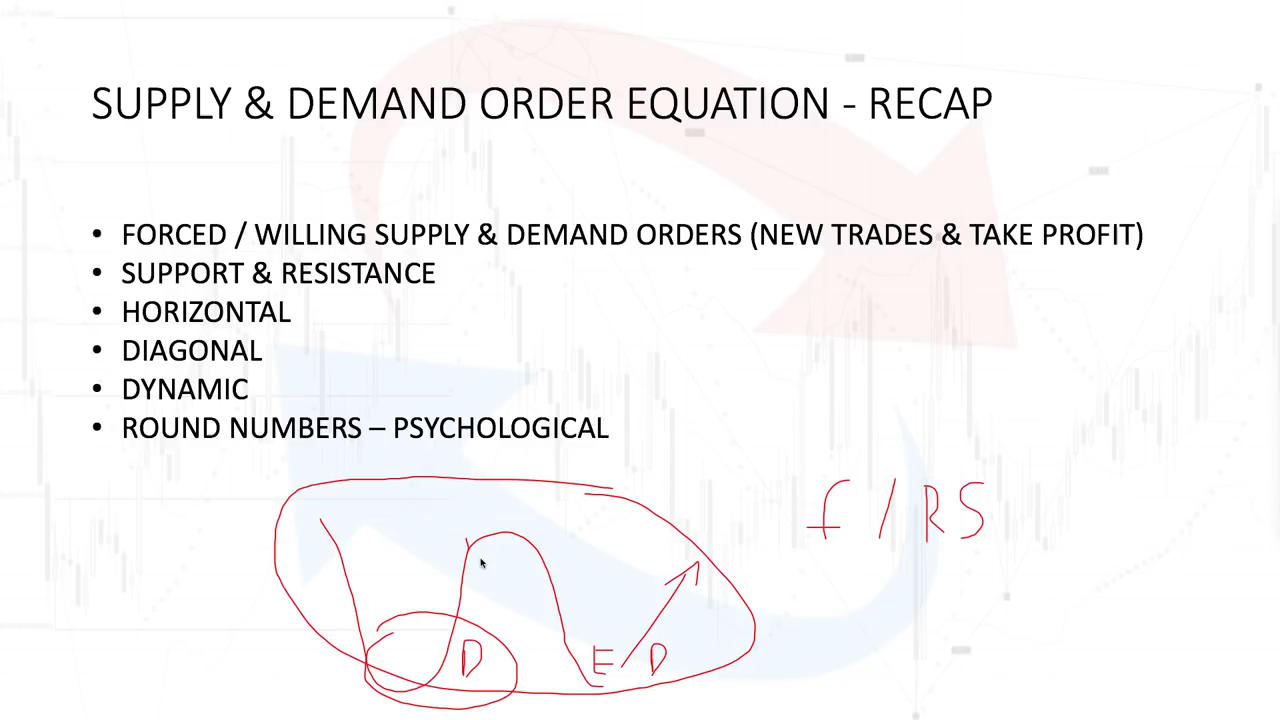 SUPPLY & DEMAND ORDER EQUATION - RECAP
• FORCED / WILLING SUPPLY & DEMAND ORDERS (NEW TRADES & TAKE PROFIT)
• SUPPORT & RESISTANCE
• HORIZONTAL
• DIAGONAL
• DYNAMIC
• ROUND NUMBERS – PSYCHOLOGICAL
f / RS
D E D